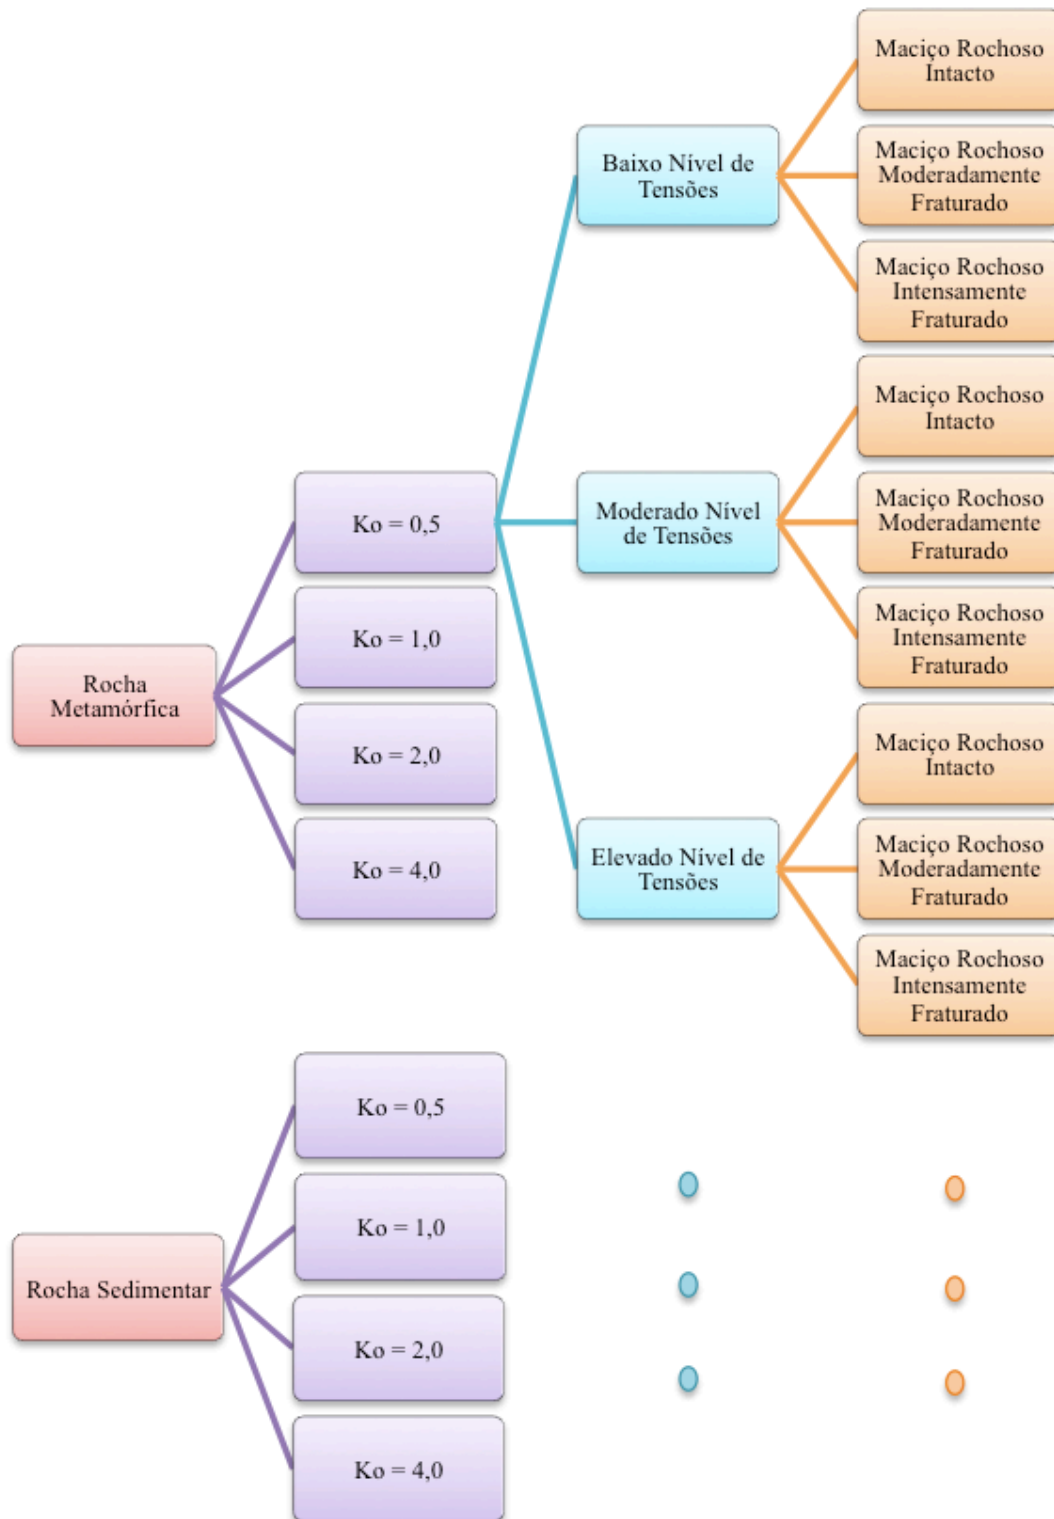 Maciço Rochoso
Intacto
Baixo Nível de
Tensões
Maciço Rochoso
Moderadamente
Fraturado
Maciço Rochoso
Intensamente
Fraturado
Maciço Rochoso
Intacto
Ko = 0,5
Moderado Nível
de Tensões
Maciço Rochoso
Moderadamente
Fraturado
Ko = 1,0
Maciço Rochoso
Intensamente
Fraturado
Rocha
Metamórfica
Ko = 2,0
Maciço Rochoso
Intacto
Ko = 4,0
Elevado Nível de
Tensões
Maciço Rochoso
Moderadamente
Fraturado
Maciço Rochoso
Intensamente
Fraturado
Ko = 0,5
Ko = 1,0
Rocha Sedimentar
Ko = 2,0
Ko = 4,0